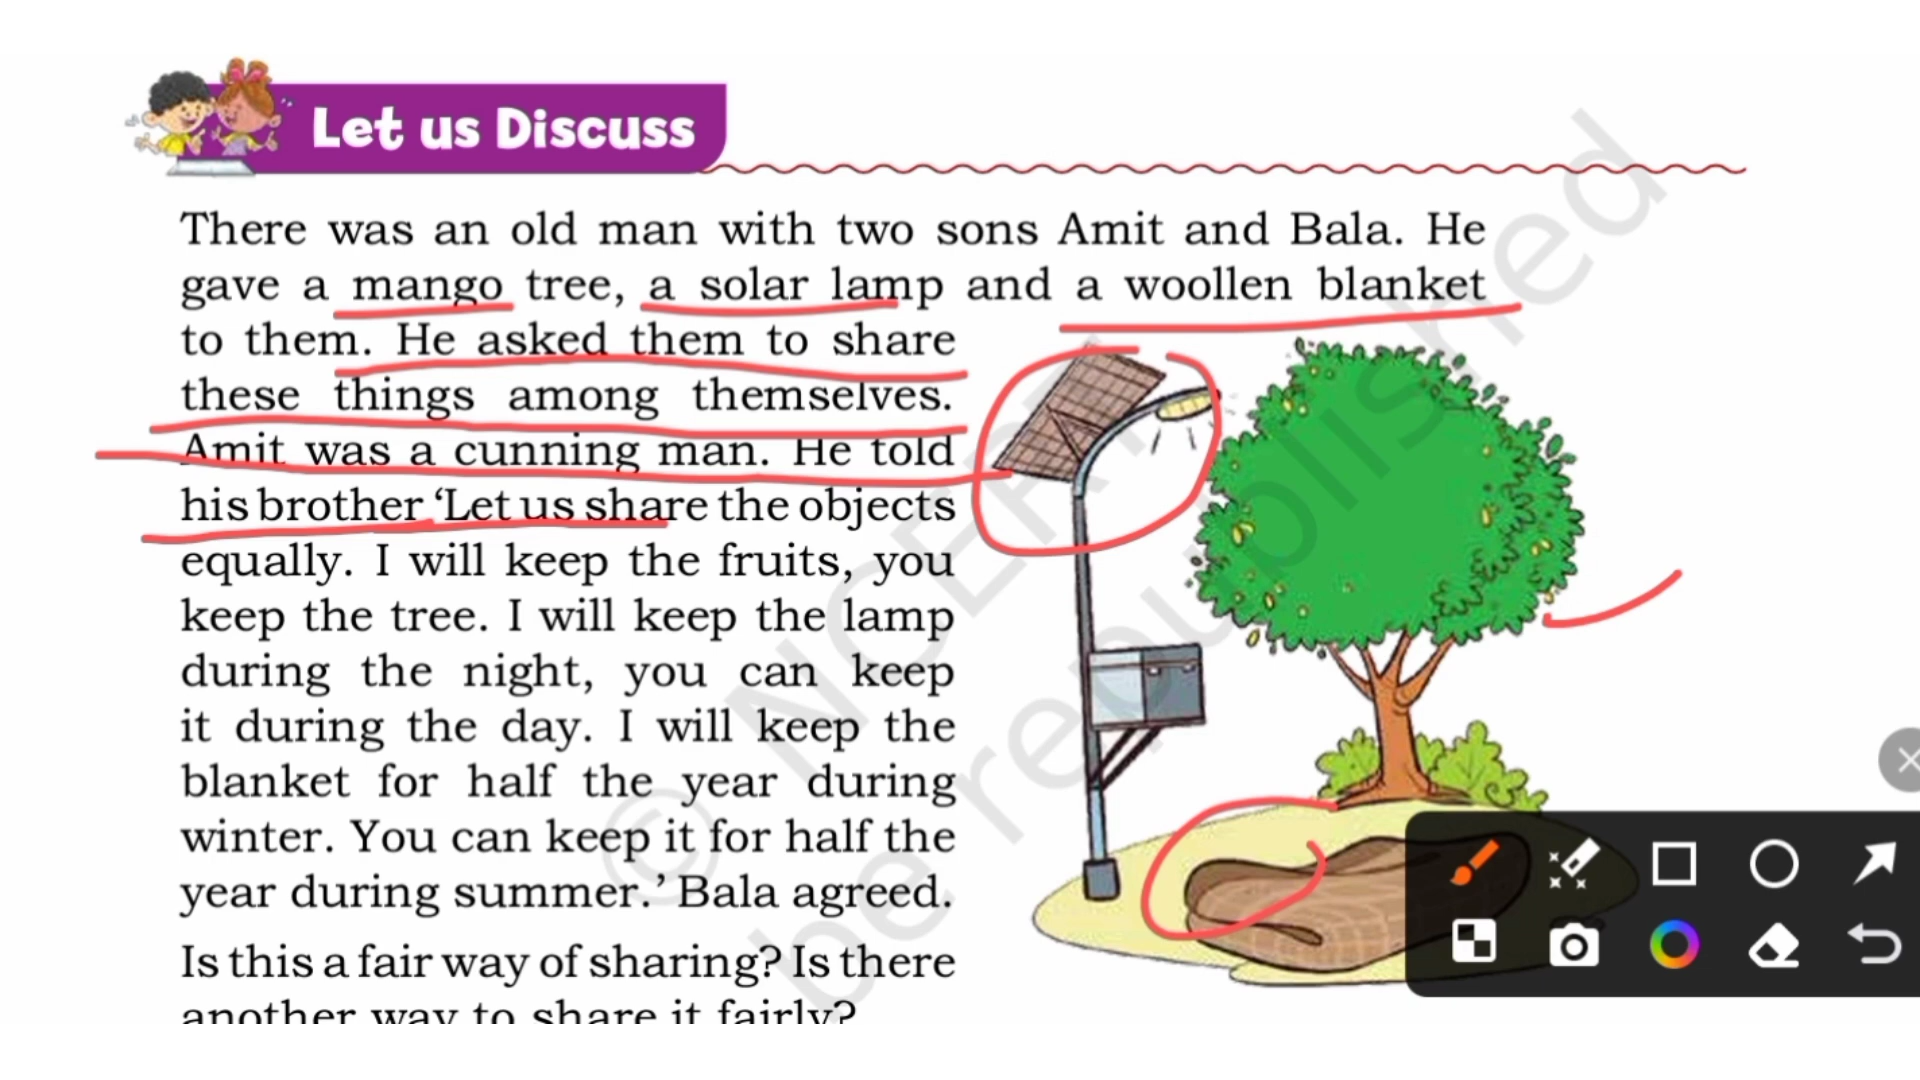 Let us Discuss
There was an old man with two sons Amit and Bala. He
gave a mango tree, a solar lamp and a woollen blanket
to them. He asked them to share
these things among themselves.
Amit was a cunning man. He told
his brother ‘Let us share the objects
equally. I will keep the fruits, you
keep the tree. I will keep the lamp
during the night, you can keep
it during the day. I will keep the
blanket for half the year during
winter. You can keep it for half the
year during summer.’ Bala agreed.
Is this a fair way of sharing? Is there
another way to share it fairly?
© NCERT
be republished